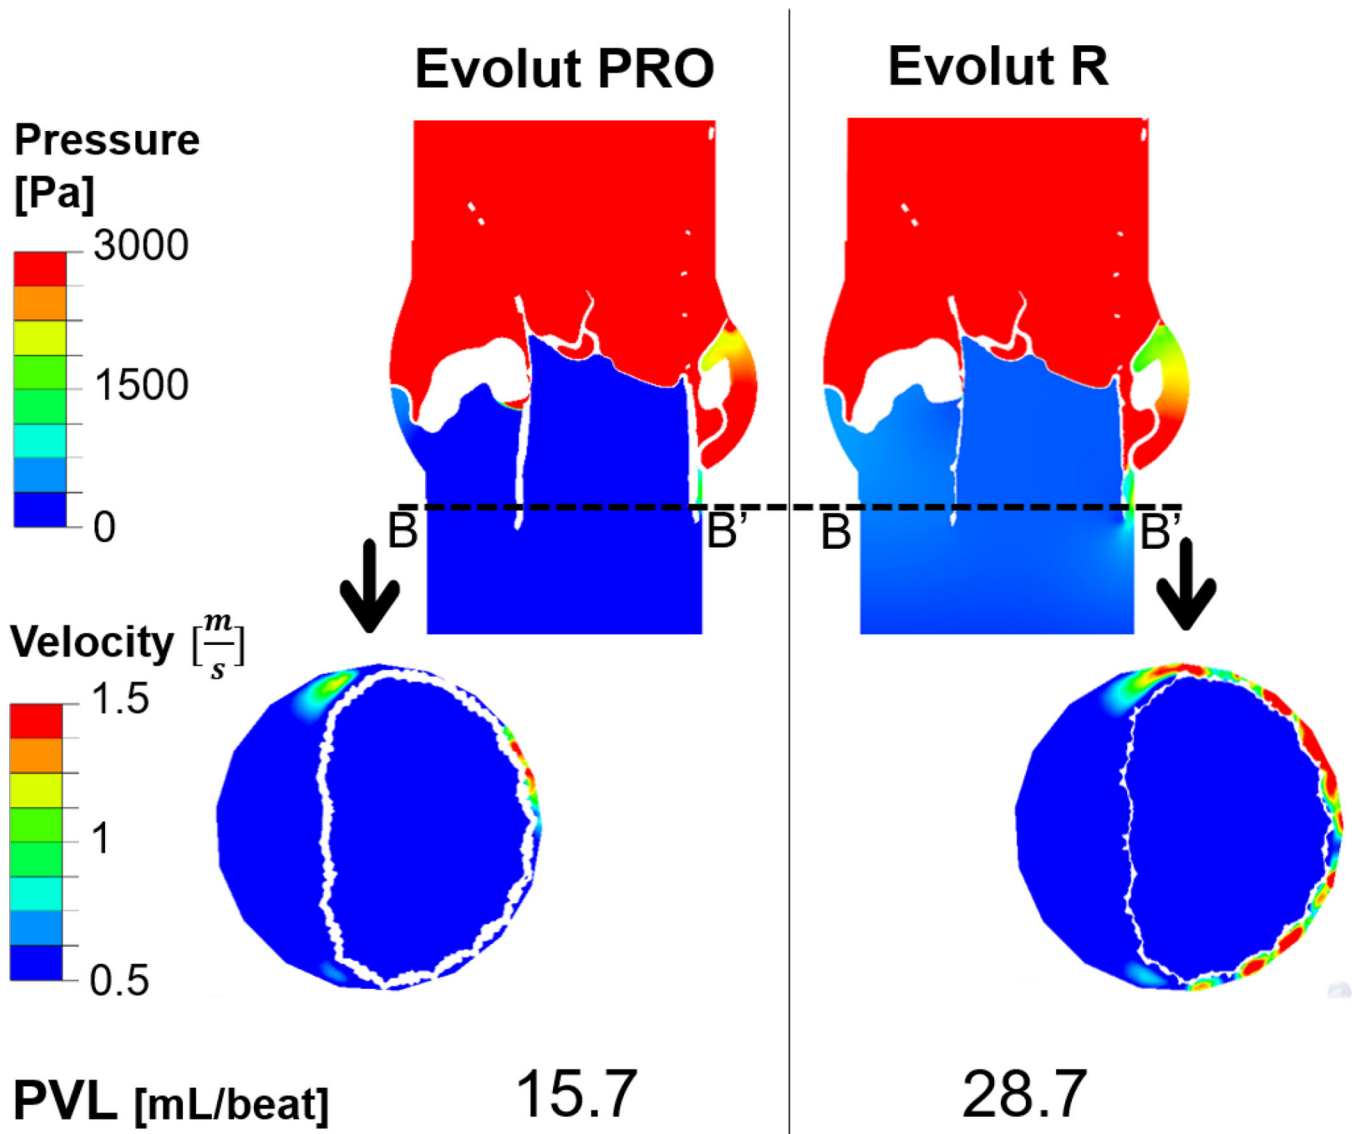 Evolut PRO
Evolut R
Pressure
[Pa]
3000
1500
0
B
B’
B
B’
Velocity [m/s]
1.5
1
0.5
PVL [mL/beat]
15.7
28.7